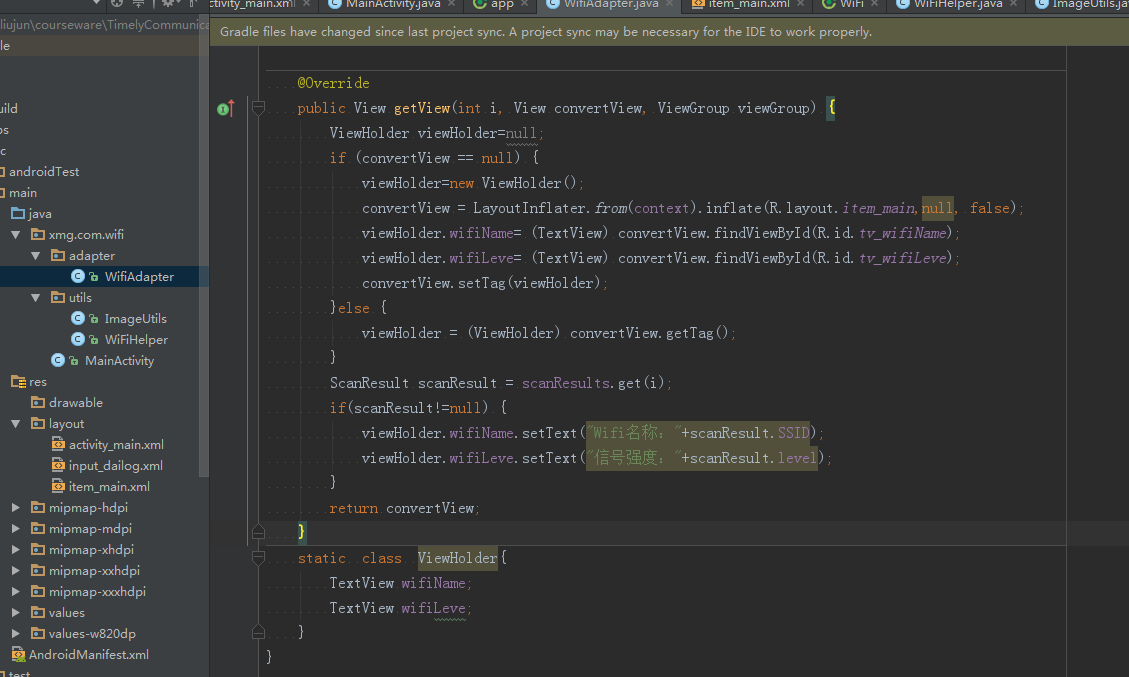 liujun\courseware\TimelyCommunica
ctivity_main.xml MainActivity.java app WifiAdapter.java item_main.xml WiFi WiFiHelper.java ImageUtils.jav
Gradle files have changed since last project sync. A project sync may be necessary for the IDE to work properly.
le
uild
os
c
androidTest
main
java
xmg.com.wifi
adapter
WifiAdapter
utils
ImageUtils
WiFiHelper
MainActivity
res
drawable
layout
activity_main.xml
input_dailog.xml
item_main.xml
mipmap-hdpi
mipmap-mdpi
mipmap-xhdpi
mipmap-xxhdpi
mipmap-xxxhdpi
values
values-w820dp
AndroidManifest.xml
test
@Override
public View getView(int i, View convertView, ViewGroup viewGroup) {
ViewHolder viewHolder=null;
if (convertView == null) {
viewHolder=new ViewHolder();
convertView = LayoutInflater.from(context).inflate(R.layout.item_main,null, false);
viewHolder.wifiName= (TextView) convertView.findViewById(R.id.tv_wifiName);
viewHolder.wifiLeve= (TextView) convertView.findViewById(R.id.tv_wifiLeve);
convertView.setTag(viewHolder);
}else {
viewHolder = (ViewHolder) convertView.getTag();
}
ScanResult scanResult = scanResults.get(i);
if(scanResult!=null) {
viewHolder.wifiName.setText("Wifi名称："+scanResult.SSID);
viewHolder.wifiLeve.setText("信号强度："+scanResult.level);
}
return convertView;
}
static class ViewHolder{
TextView wifiName;
TextView wifiLeve;
}
}